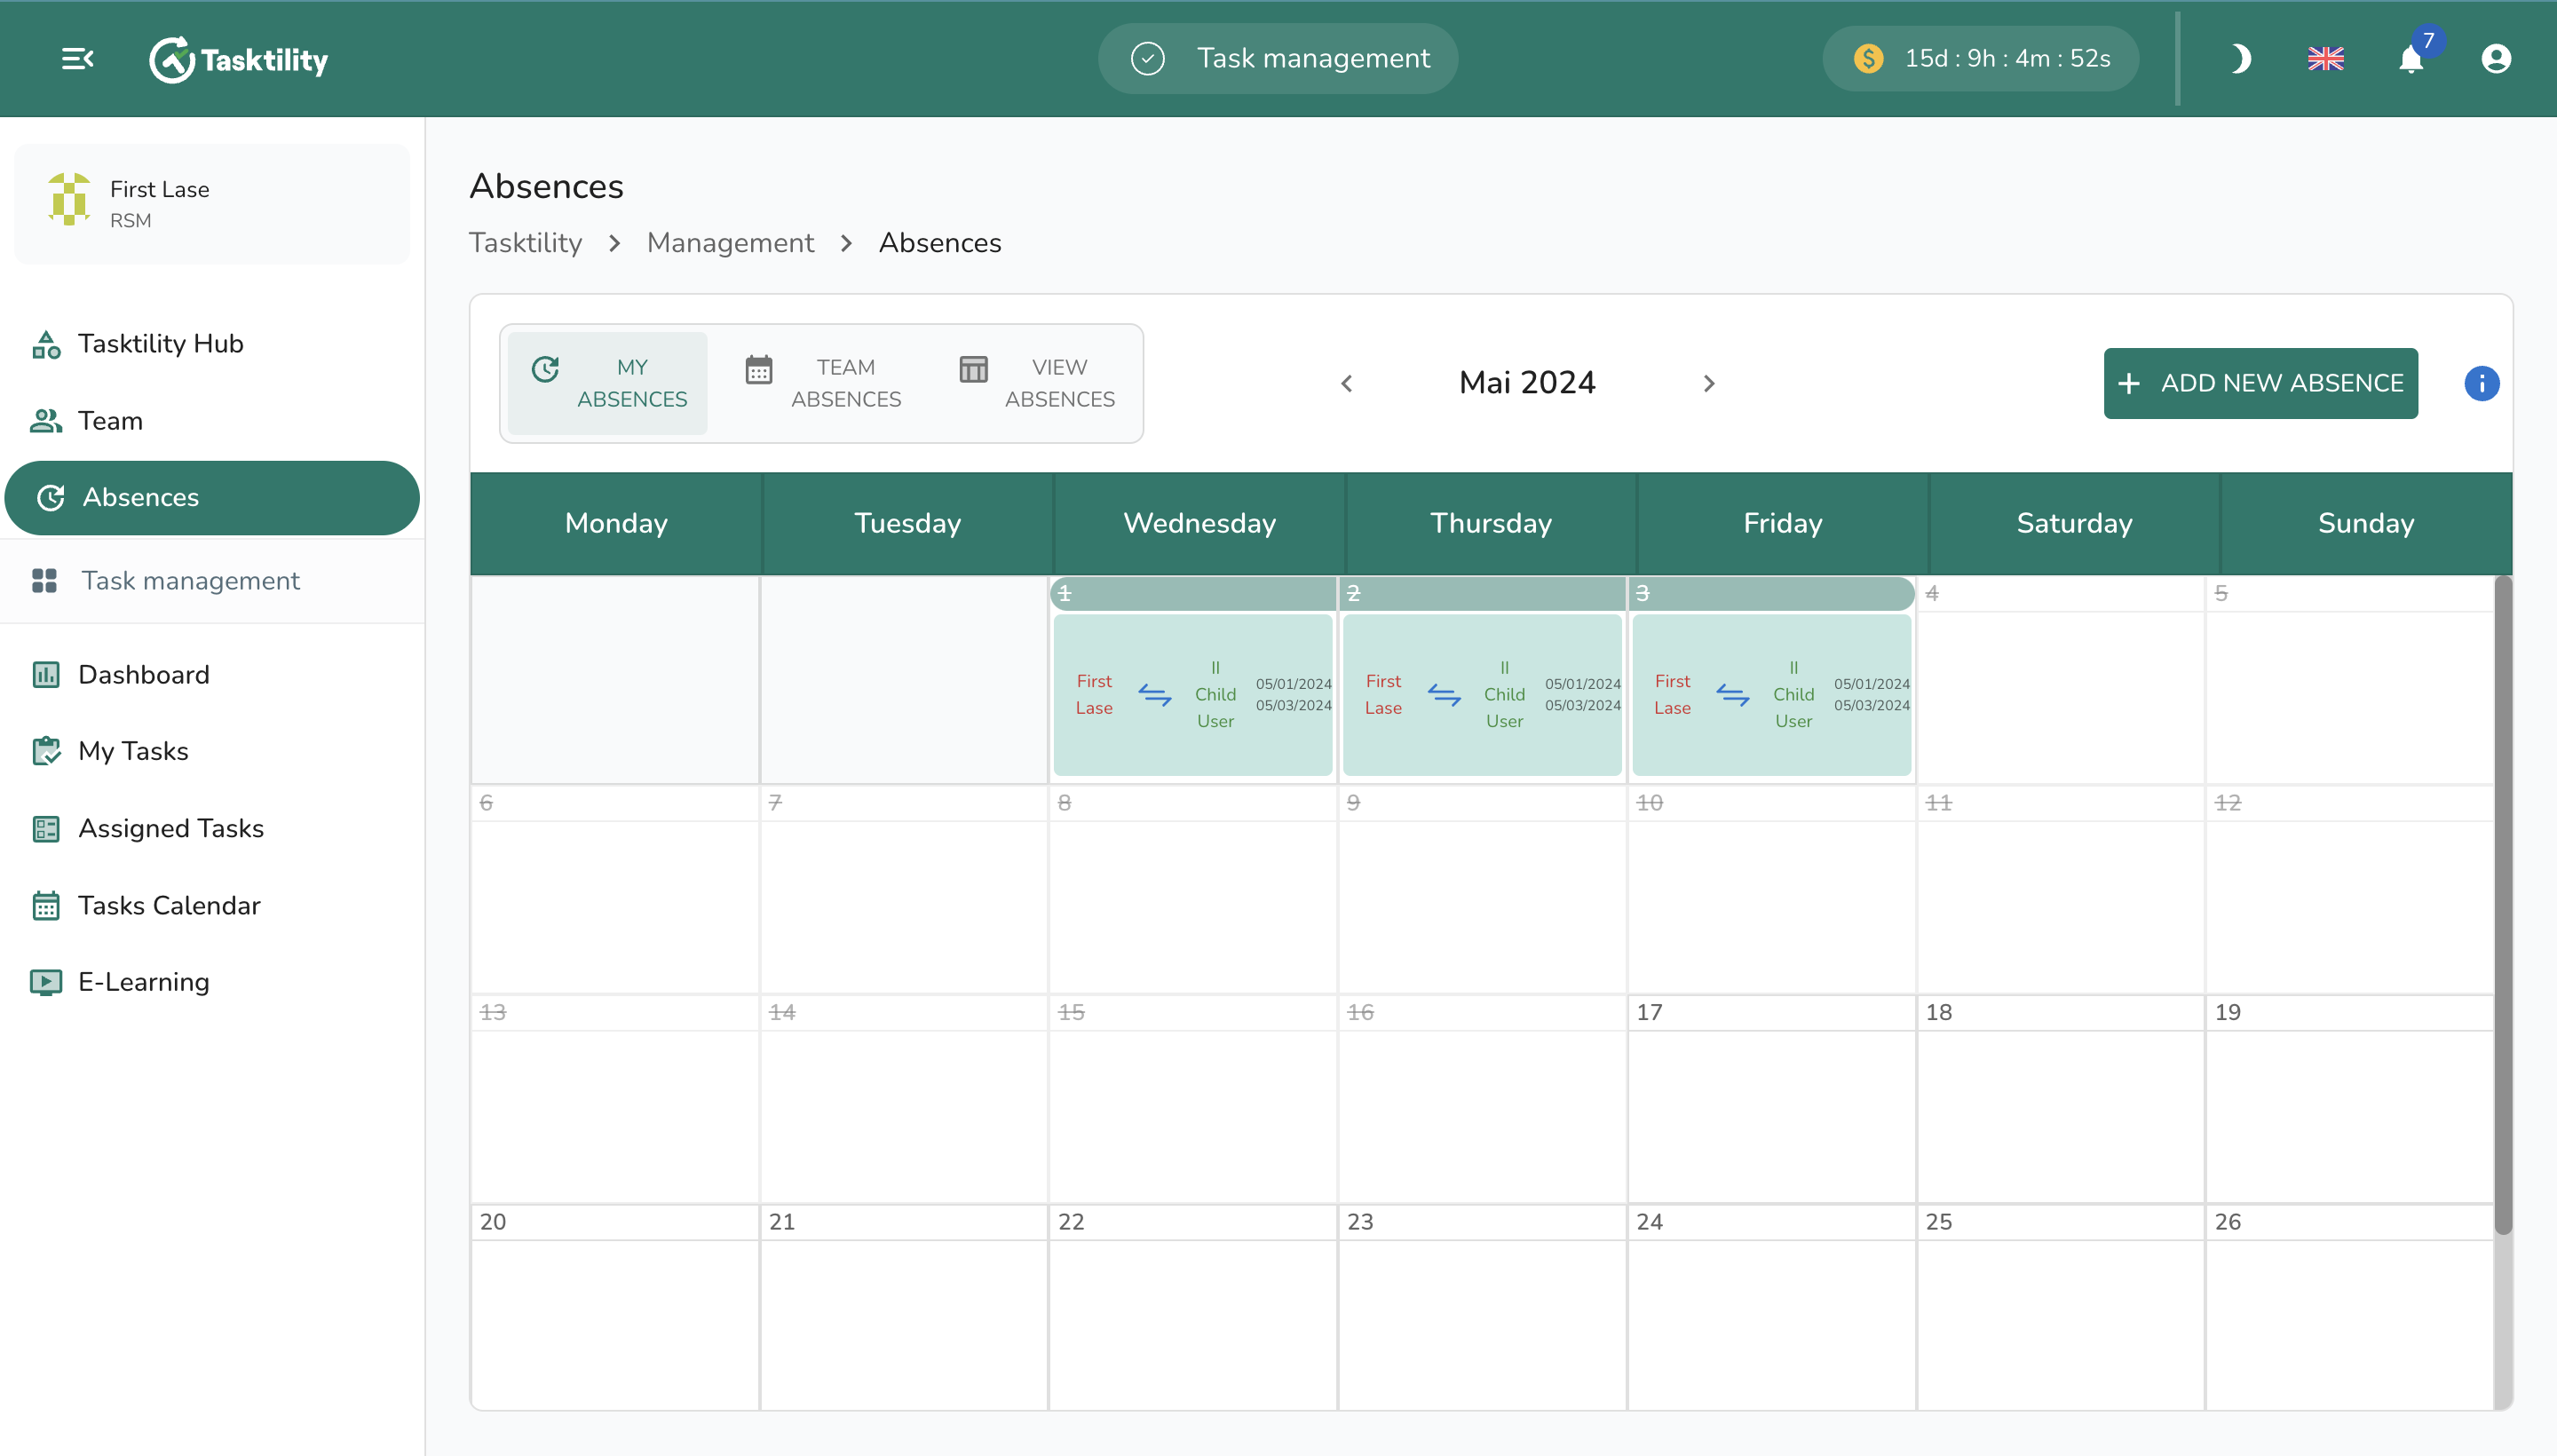 Tasktility
Task management
15d : 9h : 4m : 52s
7
First Lase
RSM
Tasktility Hub
Team
Absences
Task management
Dashboard
My Tasks
Assigned Tasks
Tasks Calendar
E-Learning
Absences
Tasktility > Management > Absences
MY
ABSENCES
TEAM
ABSENCES
VIEW
ABSENCES
Mai 2024
+ ADD NEW ABSENCE
Monday Tuesday Wednesday Thursday Friday Saturday Sunday
1 2 3 4 5
First
Lase
II
Child
User
05/01/2024
05/03/2024
First
Lase
II
Child
User
05/01/2024
05/03/2024
First
Lase
II
Child
User
05/01/2024
05/03/2024
6 7 8 9 10 11 12
13 14 15 16 17 18 19
20 21 22 23 24 25 26